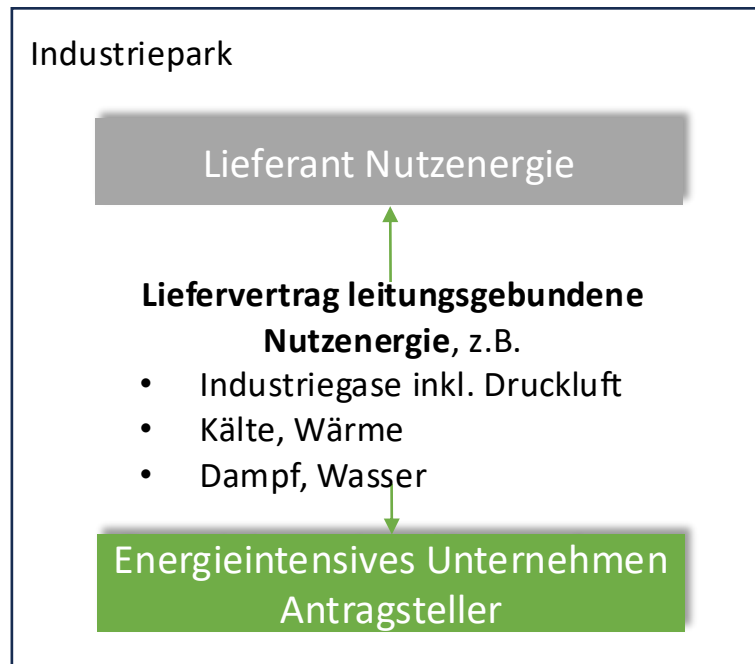 Industriepark
Lieferant Nutzenergie
Liefervertrag leitungsgebundene
Nutzenergie, z.B.
• Industriegase inkl. Druckluft
• Kälte, Wärme
• Dampf, Wasser
Energieintensives Unternehmen
Antragsteller